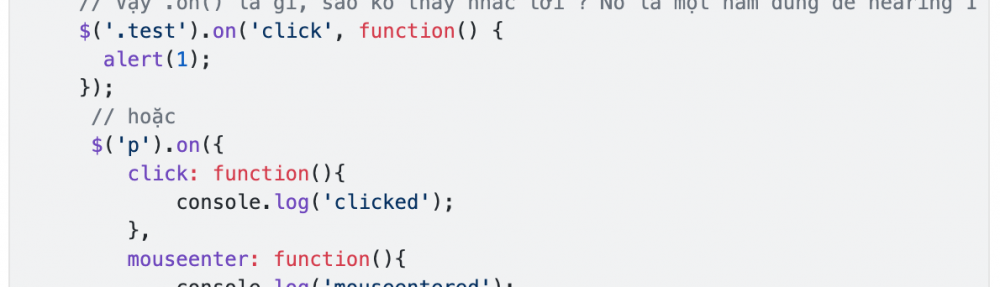 // Vậy .on() là gì, sao ko thấy nhắc tới ? Nó là một hàm dùng để hearing 1
$('.test').on('click', function() {
alert(1);
});
// hoặc
$('p').on({
click: function(){
console.log('clicked');
},
mouseenter: function(){
console.log('mouseentered');